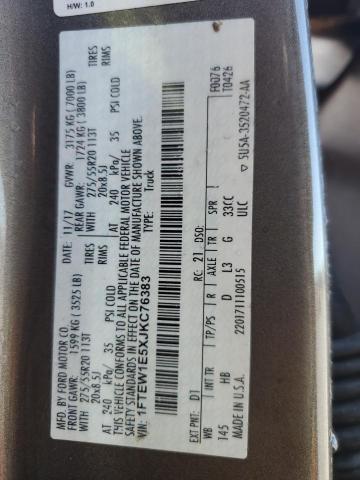 H/W: 1.0
MFD. BY FORD MOTOR CO.
11/17
GVWR: 3175 KG ( 7000 LB)
FRONT GAWR: 1599 KG ( 3525 LB)
REAR GAWR: 1724 KG ( 3800 LB)
WITH 275/55R20 113T TIRES
WITH 275/55R20 113T TIRES
20x8.5J RIMS
20x8.5J RIMS
AT 240 kPa/ 35 PSI COLD
AT 240 kPa/ 35 PSI COLD
THIS VEHICLE CONFORMS TO ALL APPLICABLE FEDERAL MOTOR VEHICLE
SAFETY STANDARDS IN EFFECT ON THE DATE OF MANUFACTURE SHOWN ABOVE.
VIN: 1FTEW1E5XJKC76383
TYPE: Truck
F0076
T0426
EXT PNT: D1 RC: 21 DSO:
WB INT TR TP/PS R AXLE TR SPR
145 HB D L3 G 33CC
ULC
MADE IN U.S.A. 2201711100515
5U5A-3520472-AA